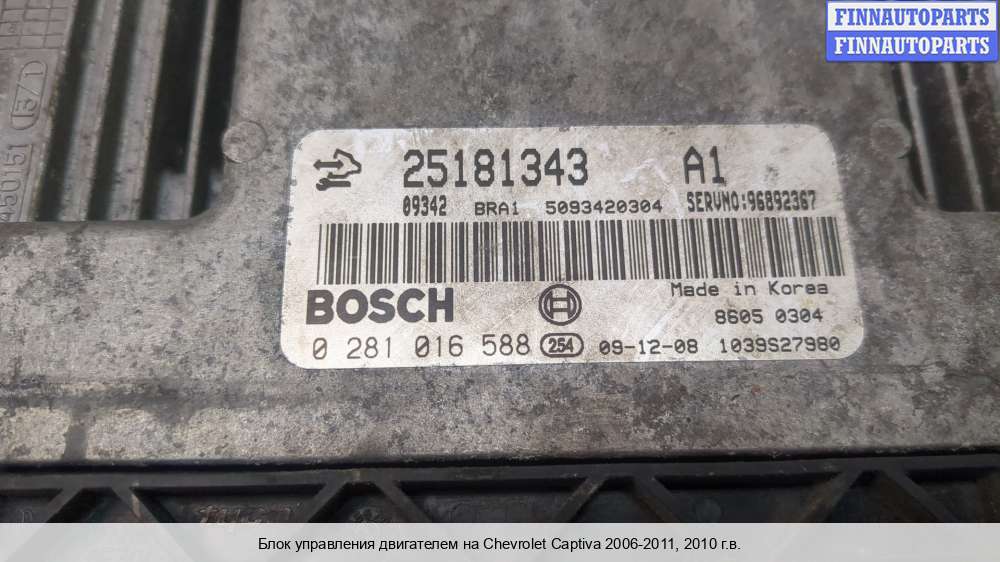 FINNAUTOPARTS
FINNAUTOPARTS
25181343 A1
09342 BRA1 5093420304 SERVNO:96892367
Made in Korea
BOSCH
8605 0304
0 281 016 588 254 09-12-08 1039S27980
Блок управления двигателем на Chevrolet Captiva 2006-2011, 2010 г.в.